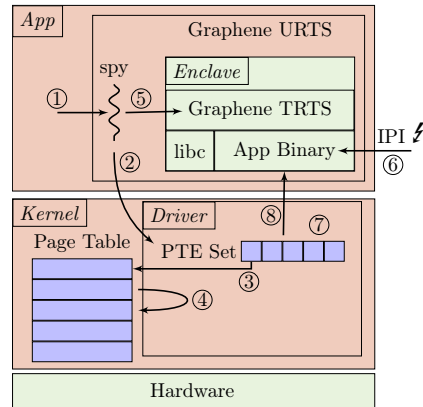 App
Graphene URTS
spy
Enclave
① ⑤ Graphene TRTS
libc App Binary IPI
② ⑥
Kernel Driver ⑧ ⑦
Page Table PTE Set
③
④
Hardware